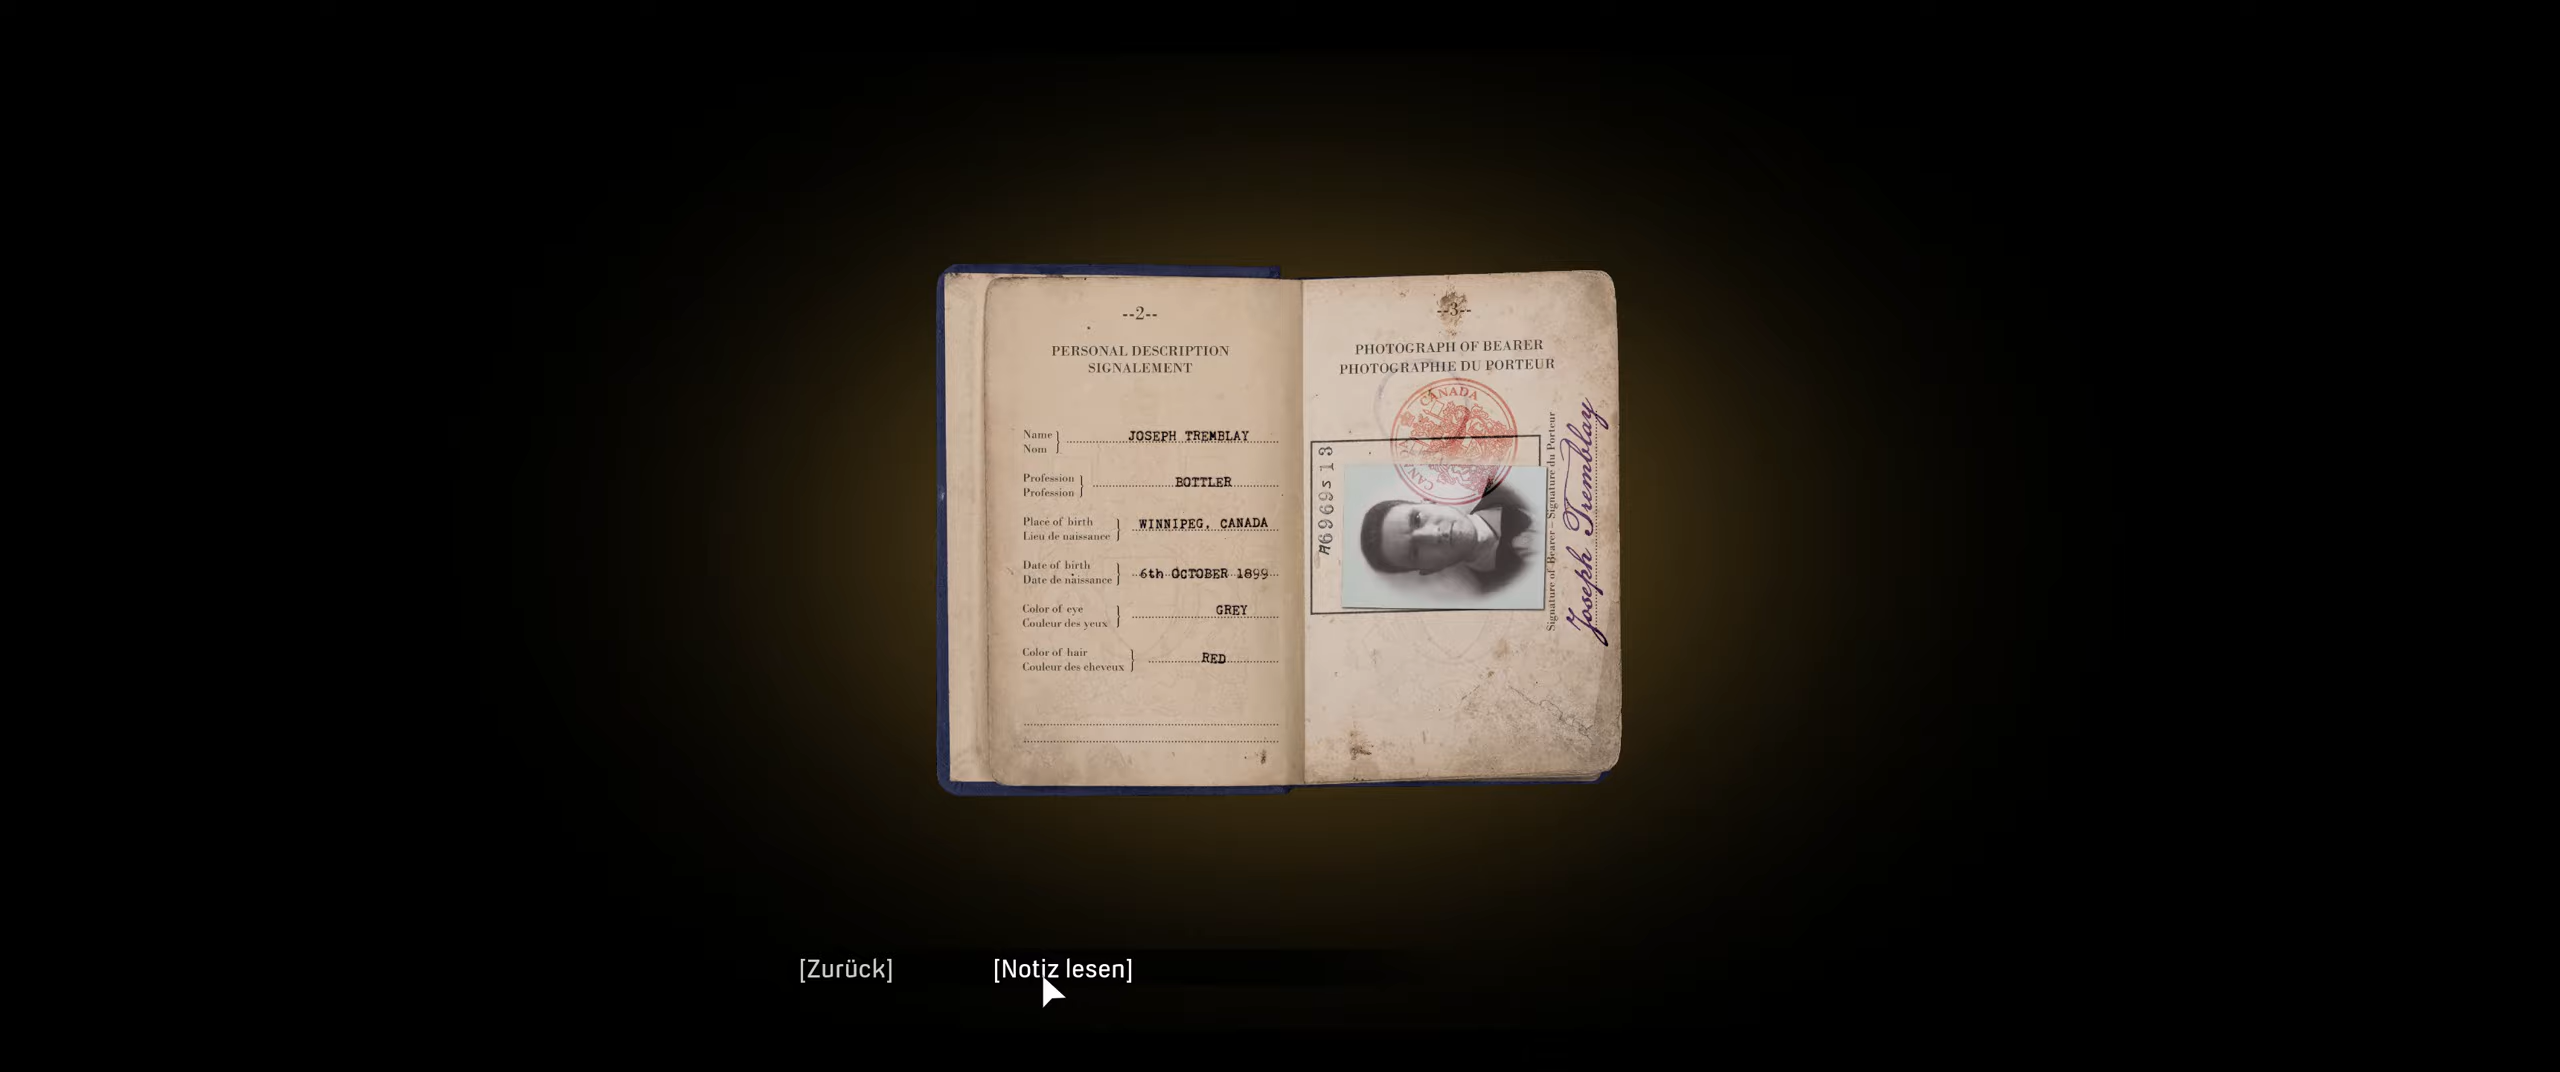 --2--
PERSONAL DESCRIPTION
SIGNALEMENT
Name
Nom
JOSEPH TREMBLAY
Profession
Profession
BOTTLER
Place of birth
Lieu de naissance
WINNIPEG, CANADA
Date of birth
Date de naissance
6th OCTOBER 1899
Color of eye
Couleur des yeux
GREY
Color of hair
Couleur des cheveux
RED
--3--
PHOTOGRAPH OF BEARER
PHOTOGRAPHIE DU PORTEUR
CANADA
A6969s 13
Signature of Bearer – Signature du Porteur
Joseph Tremblay
[Zurück]
[Notiz lesen]